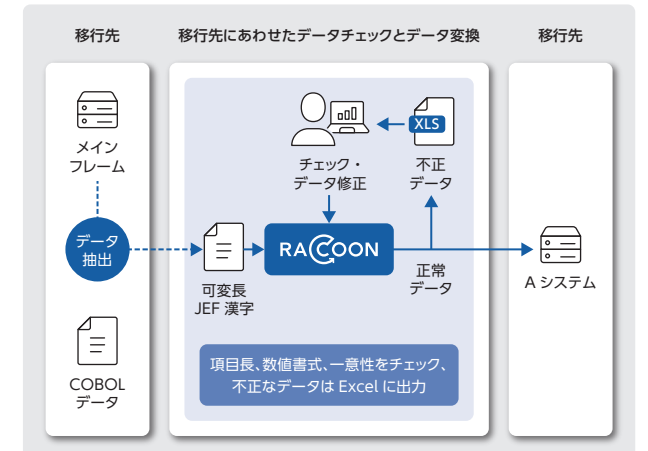 移行先
移行先にあわせたデータチェックとデータ変換
移行先
メイン
フレーム
データ
抽出
COBOL
データ
可変長
JEF 漢字
チェック・
データ修正
XLS
不正
データ
RACCOON
正常
データ
項目長、数値書式、一意性をチェック、
不正なデータは Excel に出力
A システム